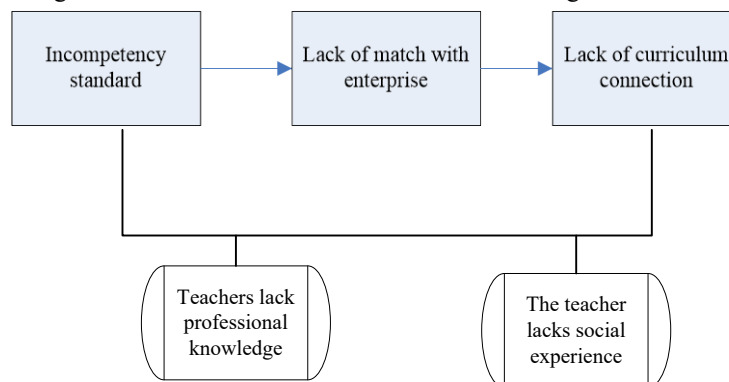 Incompetency
standard
Lack of match with
enterprise
Lack of curriculum
connection
Teachers lack
professional
knowledge
The teacher
lacks social
experience